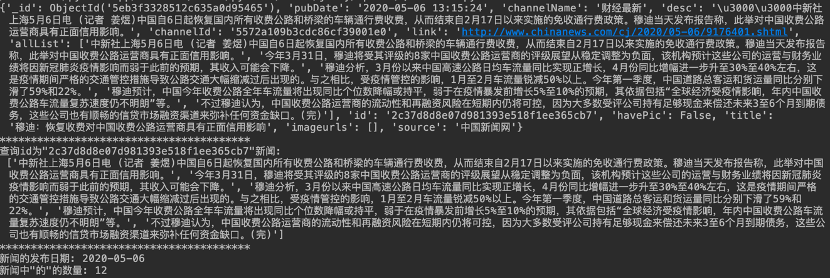 {'_id': ObjectId('5eb3f3328512c635a0d95465'), 'pubDate': '2020-05-06 13:15:24', 'channelName': '财经最新', 'desc': '\u3000\u3000中新社
上海5月6日电 (记者 姜煜)中国自6日起恢复国内所有收费公路和桥梁的车辆通行费收费，从而结束自2月17日以来实施的免收通行费政策。穆迪当天发布报告称，此举对中国收费公路
运营商具有正面信用影响。', 'channelId': '5572a109b3cdc86cf39001e0', 'link': 'http://www.chinanews.com/cj/2020/05-06/9176401.shtml',
'allList': ['中新社上海5月6日电 (记者 姜煜)中国自6日起恢复国内所有收费公路和桥梁的车辆通行费收费，从而结束自2月17日以来实施的免收通行费政策。穆迪当天发布报告
称，此举对中国收费公路运营商具有正面信用影响。', '今年3月31日，穆迪将受其评级的8家中国收费公路运营商的评级展望从稳定调整为负面，该机构预计这些公司的运营与财务业
绩将因新冠肺炎疫情影响而弱于此前的预期，其收入可能会下降。', '穆迪分析，3月份以来中国高速公路日均车流量同比实现正增长，4月份同比增幅进一步升至30%至40%左右，这
是疫情期间严格的交通管控措施导致公路交通大幅缩减过后出现的。与之相比，受疫情管控的影响，1月至2月车流量锐减50%以上。今年第一季度，中国道路总客运和货运量同比分别下
滑了59%和22%。', '穆迪预计，中国今年收费公路全年车流量将出现同比个位数降幅或持平，弱于在疫情暴发前增长5%至10%的预期，其依据包括“全球经济受疫情影响，年内中国收
费公路车流量复苏速度仍不明朗”等。', '不过穆迪认为，中国收费公路运营商的流动性和再融资风险在短期内仍将可控，因为大多数受评公司持有足够现金来偿还未来3至6个月到期债
务，这些公司也有顺畅的信贷市场融资渠道来弥补任何资金缺口。(完)'], 'id': '2c37d8d8e07d981393e518f1ee365cb7', 'havePic': False, 'title':
'穆迪：恢复收费对中国收费公路运营商具有正面信用影响', 'imageurls': [], 'source': '中国新闻网'}
****************************************
查询id为"2c37d8d8e07d981393e518f1ee365cb7"新闻:
['中新社上海5月6日电 (记者 姜煜)中国自6日起恢复国内所有收费公路和桥梁的车辆通行费收费，从而结束自2月17日以来实施的免收通行费政策。穆迪当天发布报告称，此举对中国
收费公路运营商具有正面信用影响。', '今年3月31日，穆迪将受其评级的8家中国收费公路运营商的评级展望从稳定调整为负面，该机构预计这些公司的运营与财务业绩将因新冠肺炎
疫情影响而弱于此前的预期，其收入可能会下降。', '穆迪分析，3月份以来中国高速公路日均车流量同比实现正增长，4月份同比增幅进一步升至30%至40%左右，这是疫情期间严格
的交通管控措施导致公路交通大幅缩减过后出现的。与之相比，受疫情管控的影响，1月至2月车流量锐减50%以上。今年第一季度，中国道路总客运和货运量同比分别下滑了59%和
22%。', '穆迪预计，中国今年收费公路全年车流量将出现同比个位数降幅或持平，弱于在疫情暴发前增长5%至10%的预期，其依据包括“全球经济受疫情影响，年内中国收费公路车流
量复苏速度仍不明朗”等。', '不过穆迪认为，中国收费公路运营商的流动性和再融资风险在短期内仍将可控，因为大多数受评公司持有足够现金来偿还未来3至6个月到期债务，这些公
司也有顺畅的信贷市场融资渠道来弥补任何资金缺口。(完)']
****************************************
新闻的发布日期: 2020-05-06
新闻中"的"的数量: 12